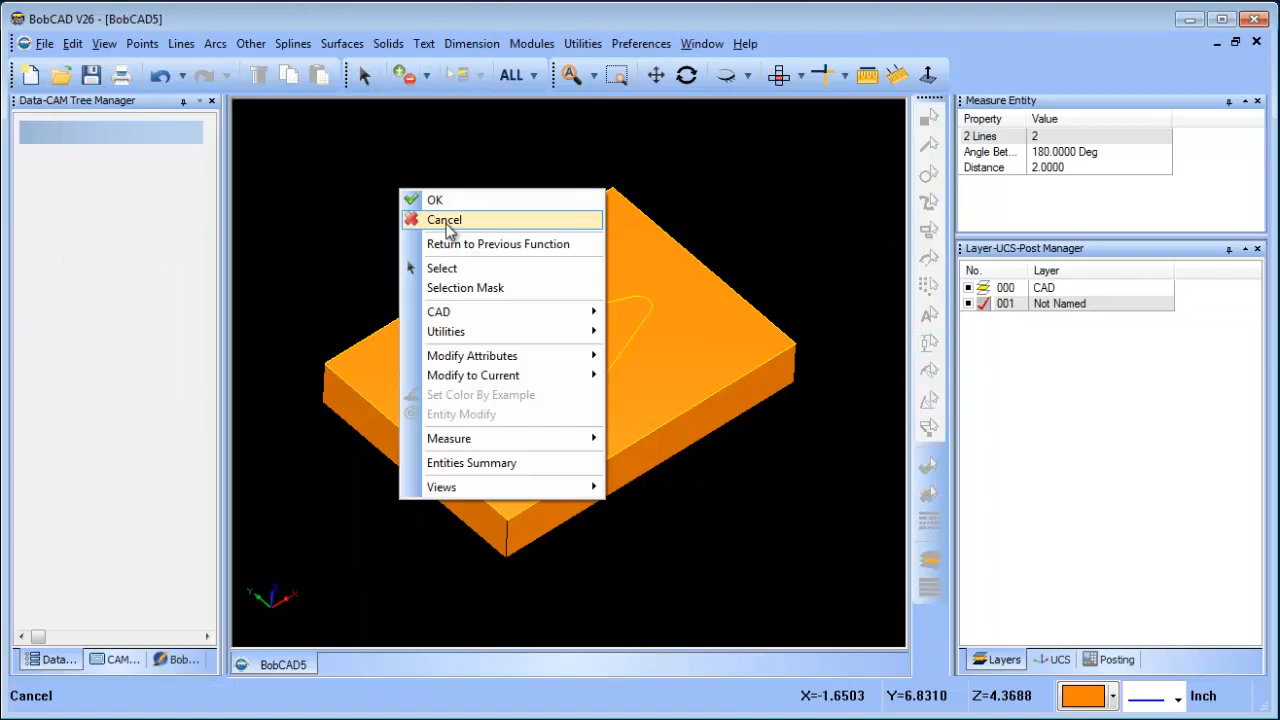 BobCAD V26 - [BobCAD5]
File Edit View Points Lines Arcs Other Splines Surfaces Solids Text Dimension Modules Utilities Preferences Window Help
ALL
Data-CAM Tree Manager
Measure Entity
Property Value
2 Lines 2
Angle Bet... 180.0000 Deg
Distance 2.0000
OK
Cancel
Return to Previous Function
Select
Selection Mask
CAD
Utilities
Modify Attributes
Modify to Current
Set Color By Example
Entity Modify
Measure
Entities Summary
Views
Layer-UCS-Post Manager
No. Layer
000 CAD
001 Not Named
Y Z X
Data... CAM... Bob...
BobCAD5
Layers UCS Posting
Cancel
X=-1.6503 Y=6.8310 Z=4.3688 Inch